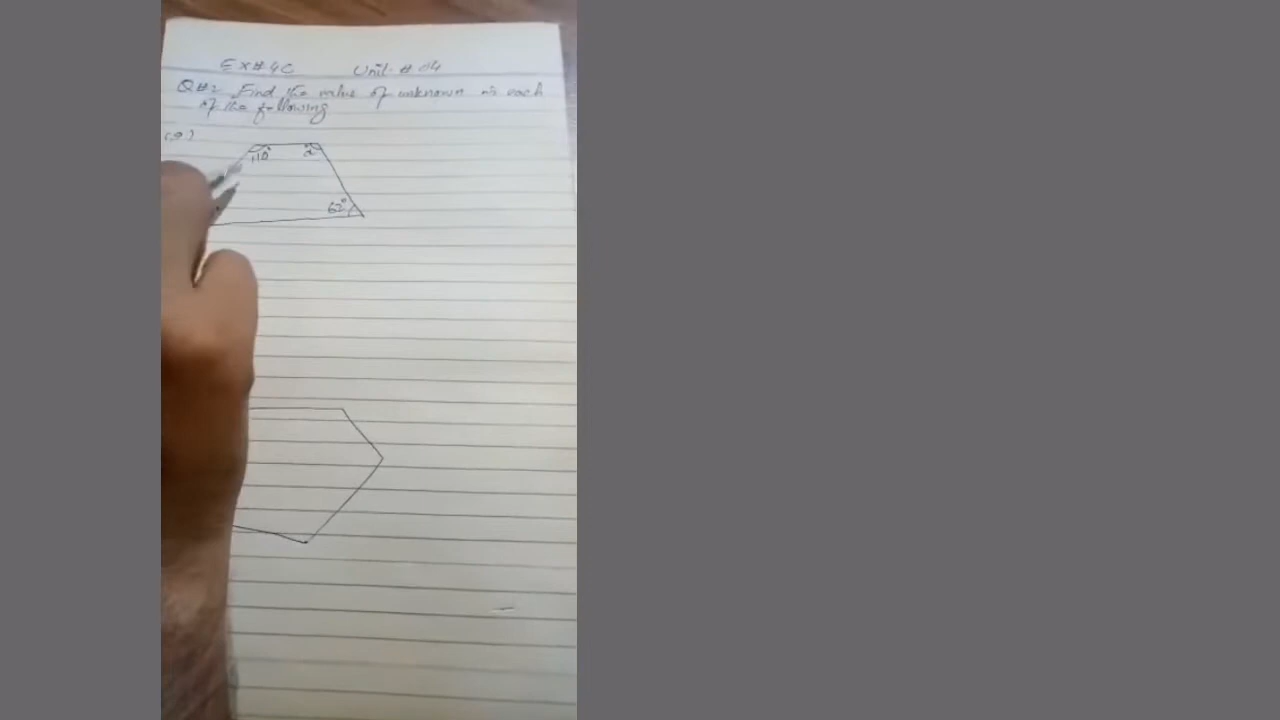 Ex# 4C Unit # 04
Q#2 Find the value of unknown in each
of the following
(a)
110° x
62°